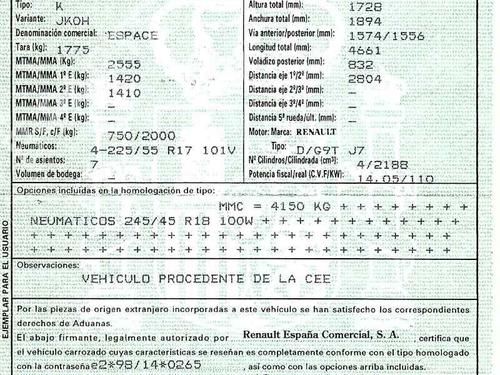 Tipo: K
Variante: JKOH
Denominación comercial: ESPACE
Tara (kg): 1775
MTMA/MMA (Kg): 2555
MTMA/MMA 1º E (kg): 1420
MTMA/MMA 2º E (kg): 1410
MTMA/MMA 3º E (kg): –
MTMA/MMA 4º E (kg): –
MMR S/F, c/F (kg): 750/2000
Neumáticos: 4-225/55 R17 101V
Nº de asientos: 7
Volumen de bodega: –
Altura total (mm): 1728
Anchura total (mm): 1894
Vía anterior/posterior (mm): 1574/1556
Longitud total (mm): 4661
Voladizo posterior (mm): 832
Distancia eje 1º/2º (mm): 2804
Distancia eje 2º/3º (mm): –
Distancia eje 3º/4º (mm): –
Distancia 5ª rueda/últ. (mm): –
Motor: Marca: RENAULT
Tipo: D/G9T J7
Nº Cilindros/Cilindrada (cm³): 4/2188
Potencia fiscal/real (C.V.F/KW): 14.05/110
Opciones incluidas en la homologación de tipo:
MMC = 4150 KG + + + + + + + +
NEUMATICOS 245/45 R18 100W + + + + + + + + + + +
+ + + + + + + + + + + + + + + + + + + + + + + +
+ + + + + + + + + + + + + + + + + + + + + + + +
Observaciones:
VEHICULO PROCEDENTE DE LA CEE
Por las piezas de origen extranjero incorporadas a este vehículo se han satisfecho los correspondientes
derechos de Aduanas.
El abajo firmante, legalmente autorizado por Renault España Comercial, S. A. certifica que
el vehículo carrozado cuyas características se reseñan es completamente conforme con el tipo homologado
con la contraseña e2*98/14*0265, así como con las opciones arriba incluidas.
EJEMPLAR PARA EL USUARIO